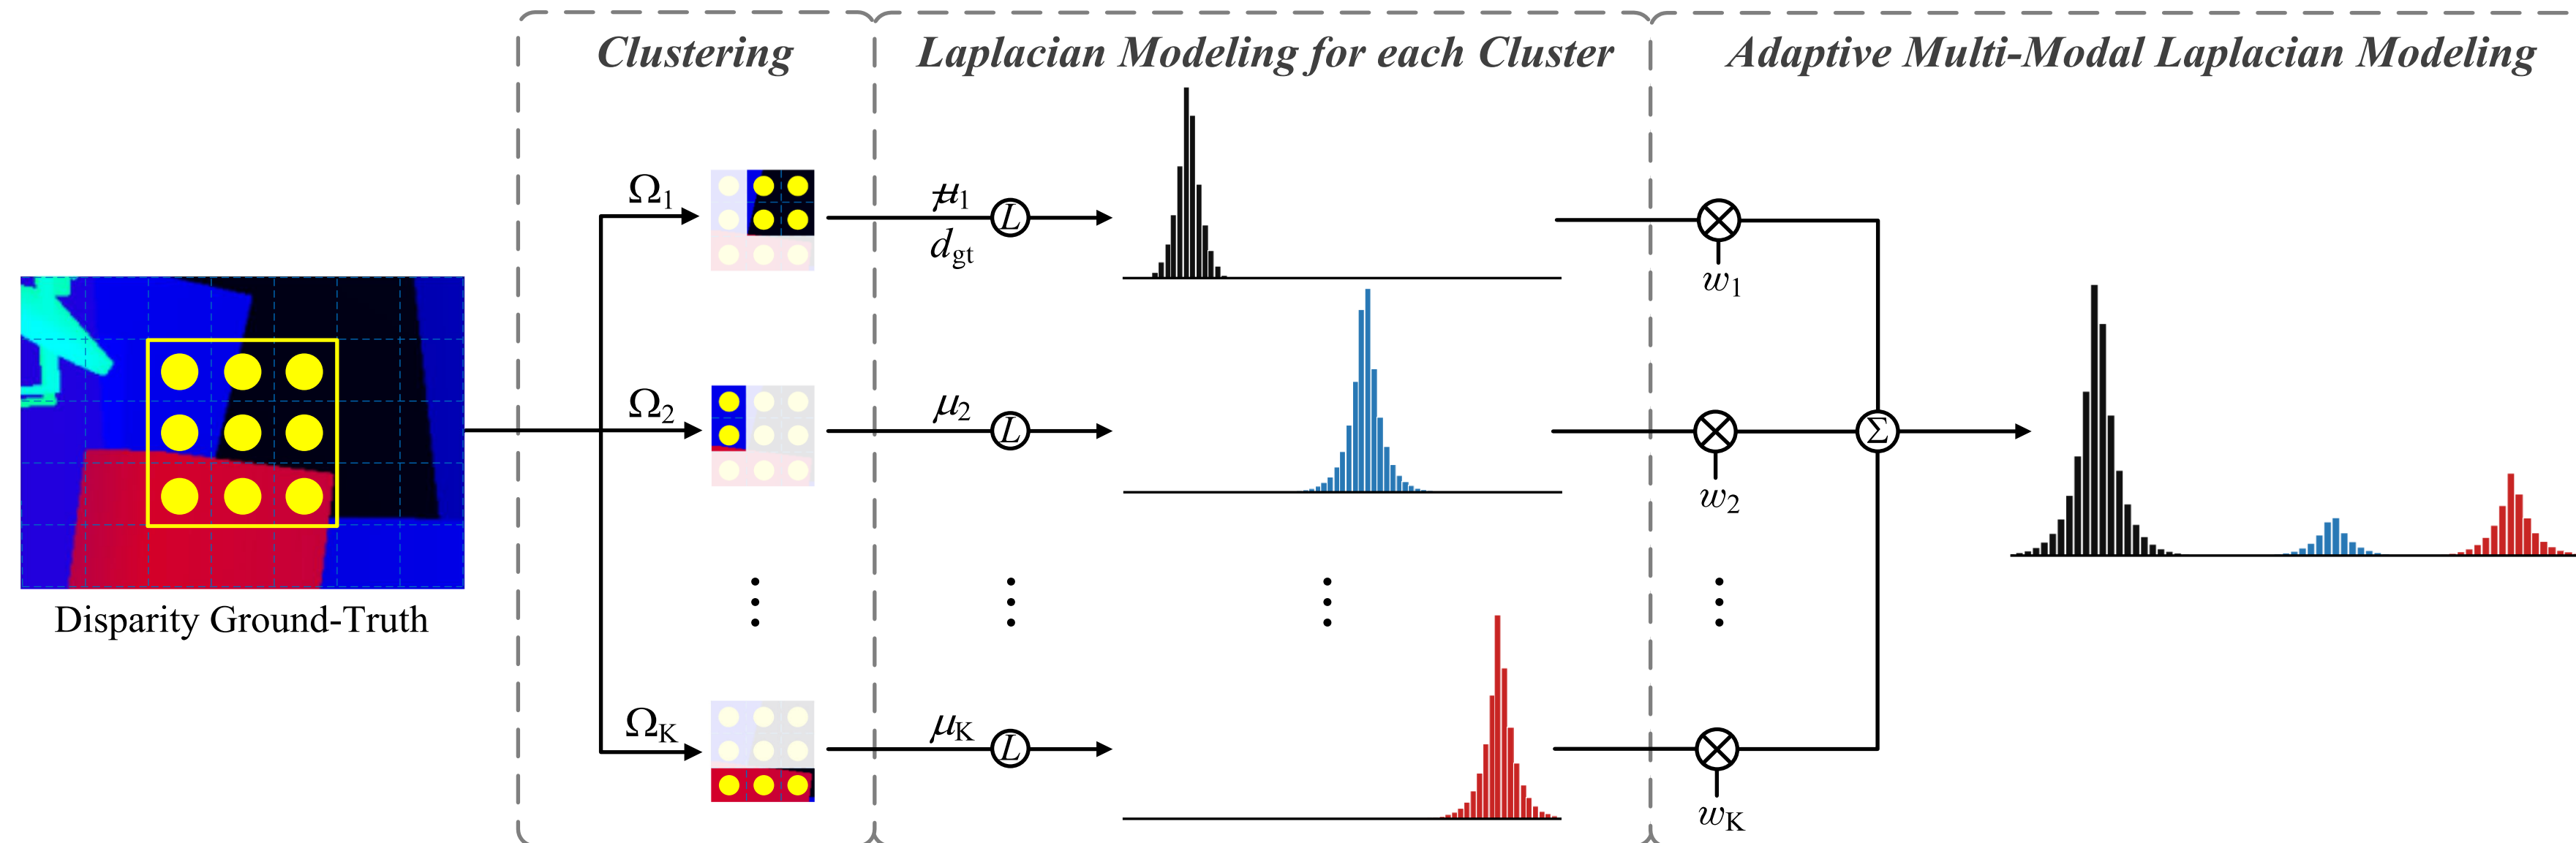 Clustering
Laplacian Modeling for each Cluster
Adaptive Multi-Modal Laplacian Modeling
Ω1
μ1
L
dgt
w1
Ω2
μ2
L
w2
Σ
Disparity Ground-Truth
ΩK
μK
L
wK